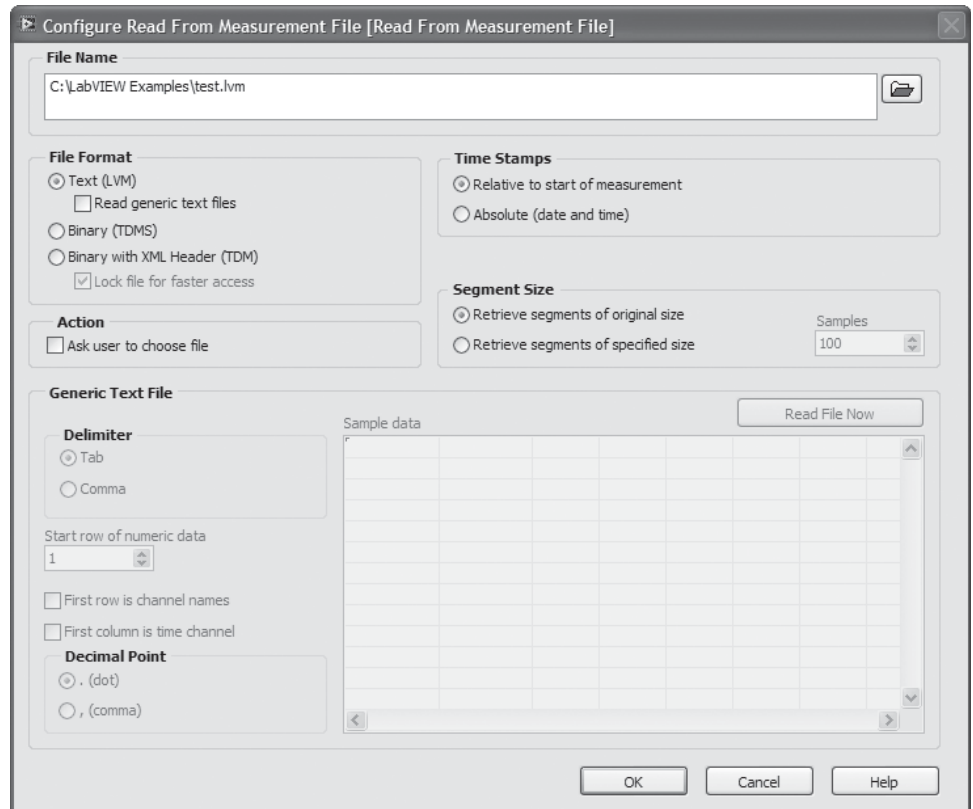 Configure Read From Measurement File [Read From Measurement File]
File Name
C:\LabVIEW Examples\test.lvm
File Format
Text (LVM)
Read generic text files
Binary (TDMS)
Binary with XML Header (TDM)
Lock file for faster access
Action
Ask user to choose file
Time Stamps
Relative to start of measurement
Absolute (date and time)
Segment Size
Retrieve segments of original size
Retrieve segments of specified size
Samples
100
Generic Text File
Delimiter
Tab
Comma
Start row of numeric data
1
First row is channel names
First column is time channel
Decimal Point
. (dot)
, (comma)
Sample data
Read File Now
OK
Cancel
Help